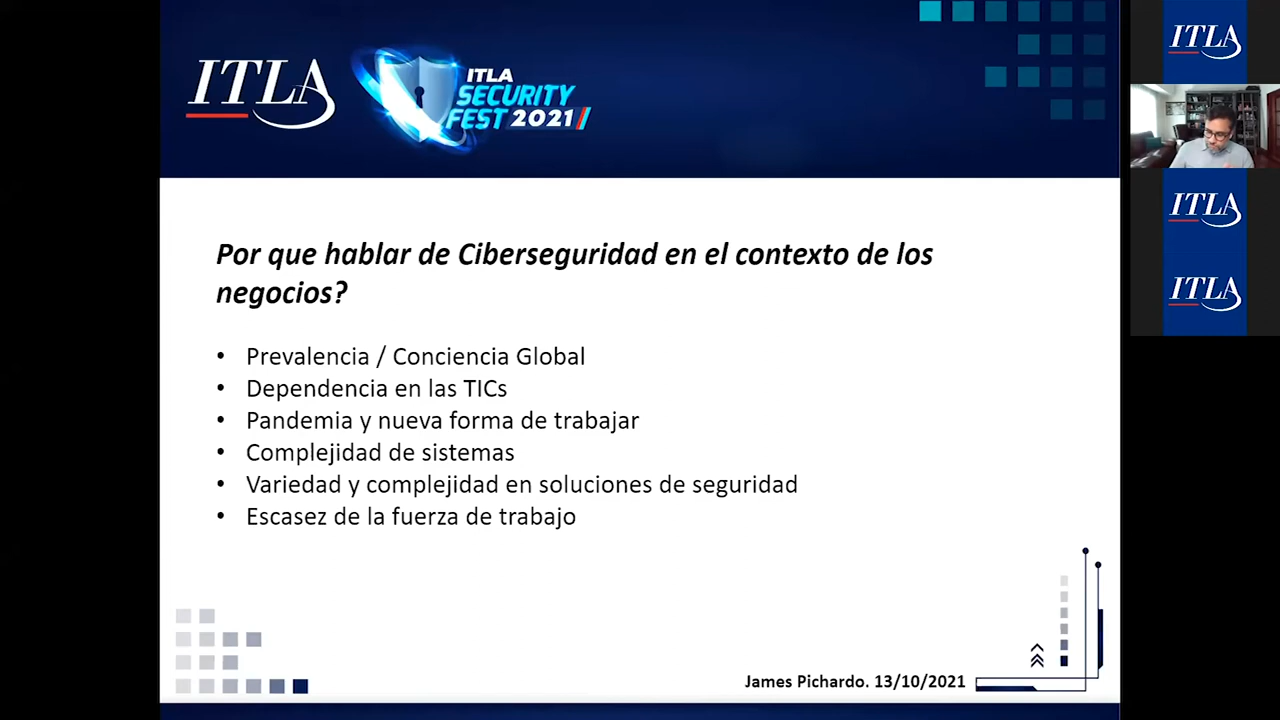 ITLA
ITLA
SECURITY
FEST 2021
Por que hablar de Ciberseguridad en el contexto de los
negocios?
• Prevalencia / Conciencia Global
• Dependencia en las TICs
• Pandemia y nueva forma de trabajar
• Complejidad de sistemas
• Variedad y complejidad en soluciones de seguridad
• Escasez de la fuerza de trabajo
James Pichardo. 13/10/2021
ITLA
ITLA
ITLA